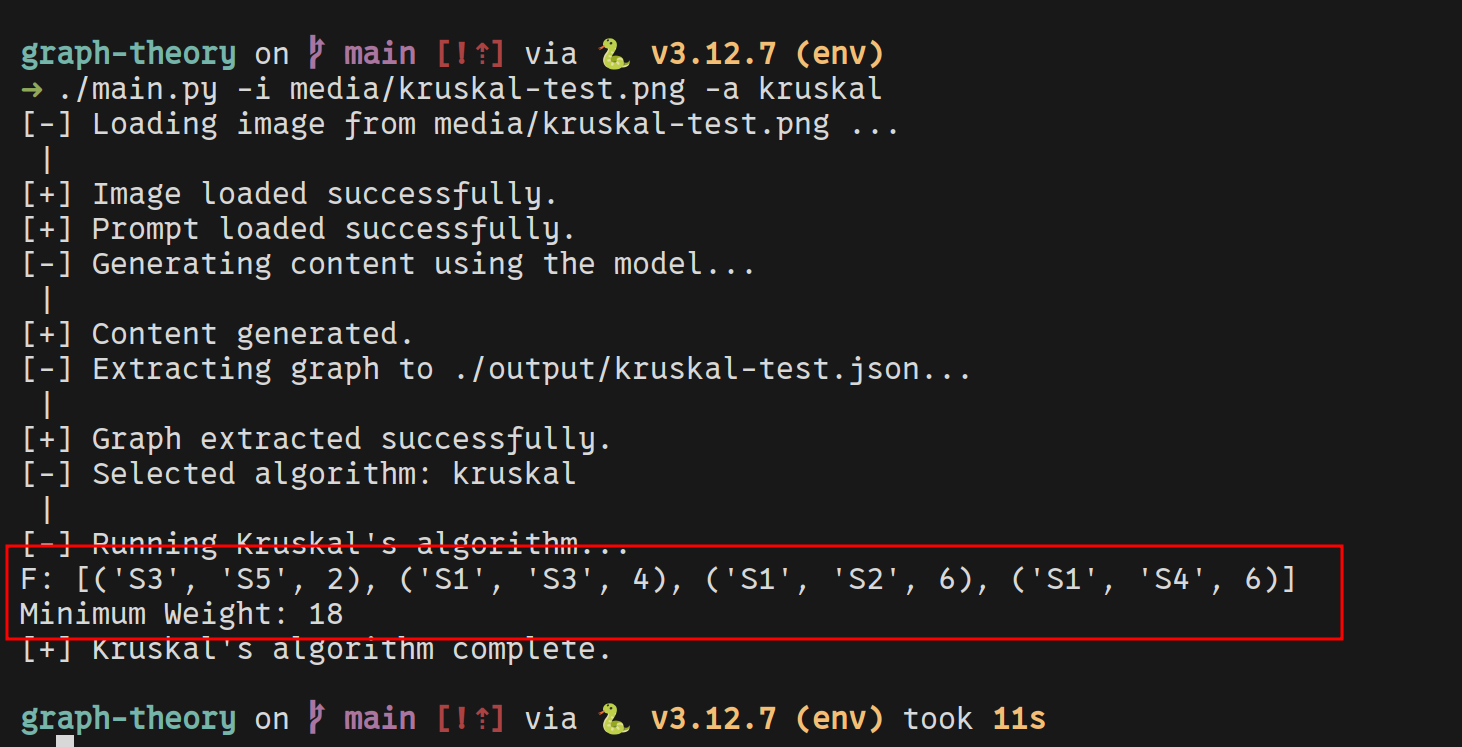 graph-theory on main [!⇡] via 🐍 v3.12.7 (env)
➜ ./main.py -i media/kruskal-test.png -a kruskal
[-] Loading image from media/kruskal-test.png ...
|
[+] Image loaded successfully.
[+] Prompt loaded successfully.
[-] Generating content using the model...
|
[+] Content generated.
[-] Extracting graph to ./output/kruskal-test.json...
|
[+] Graph extracted successfully.
[-] Selected algorithm: kruskal
|
[-] Running Kruskal's algorithm...
F: [('S3', 'S5', 2), ('S1', 'S3', 4), ('S1', 'S2', 6), ('S1', 'S4', 6)]
Minimum Weight: 18
[+] Kruskal's algorithm complete.
graph-theory on main [!⇡] via 🐍 v3.12.7 (env) took 11s